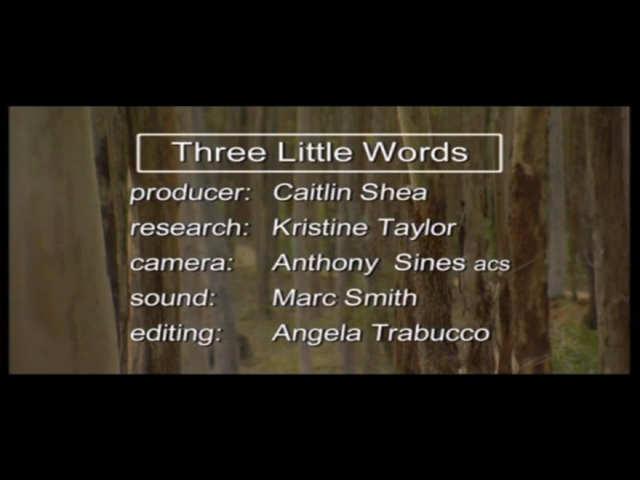 Three Little Words
producer: Caitlin Shea
research: Kristine Taylor
camera: Anthony Sines acs
sound: Marc Smith
editing: Angela Trabucco